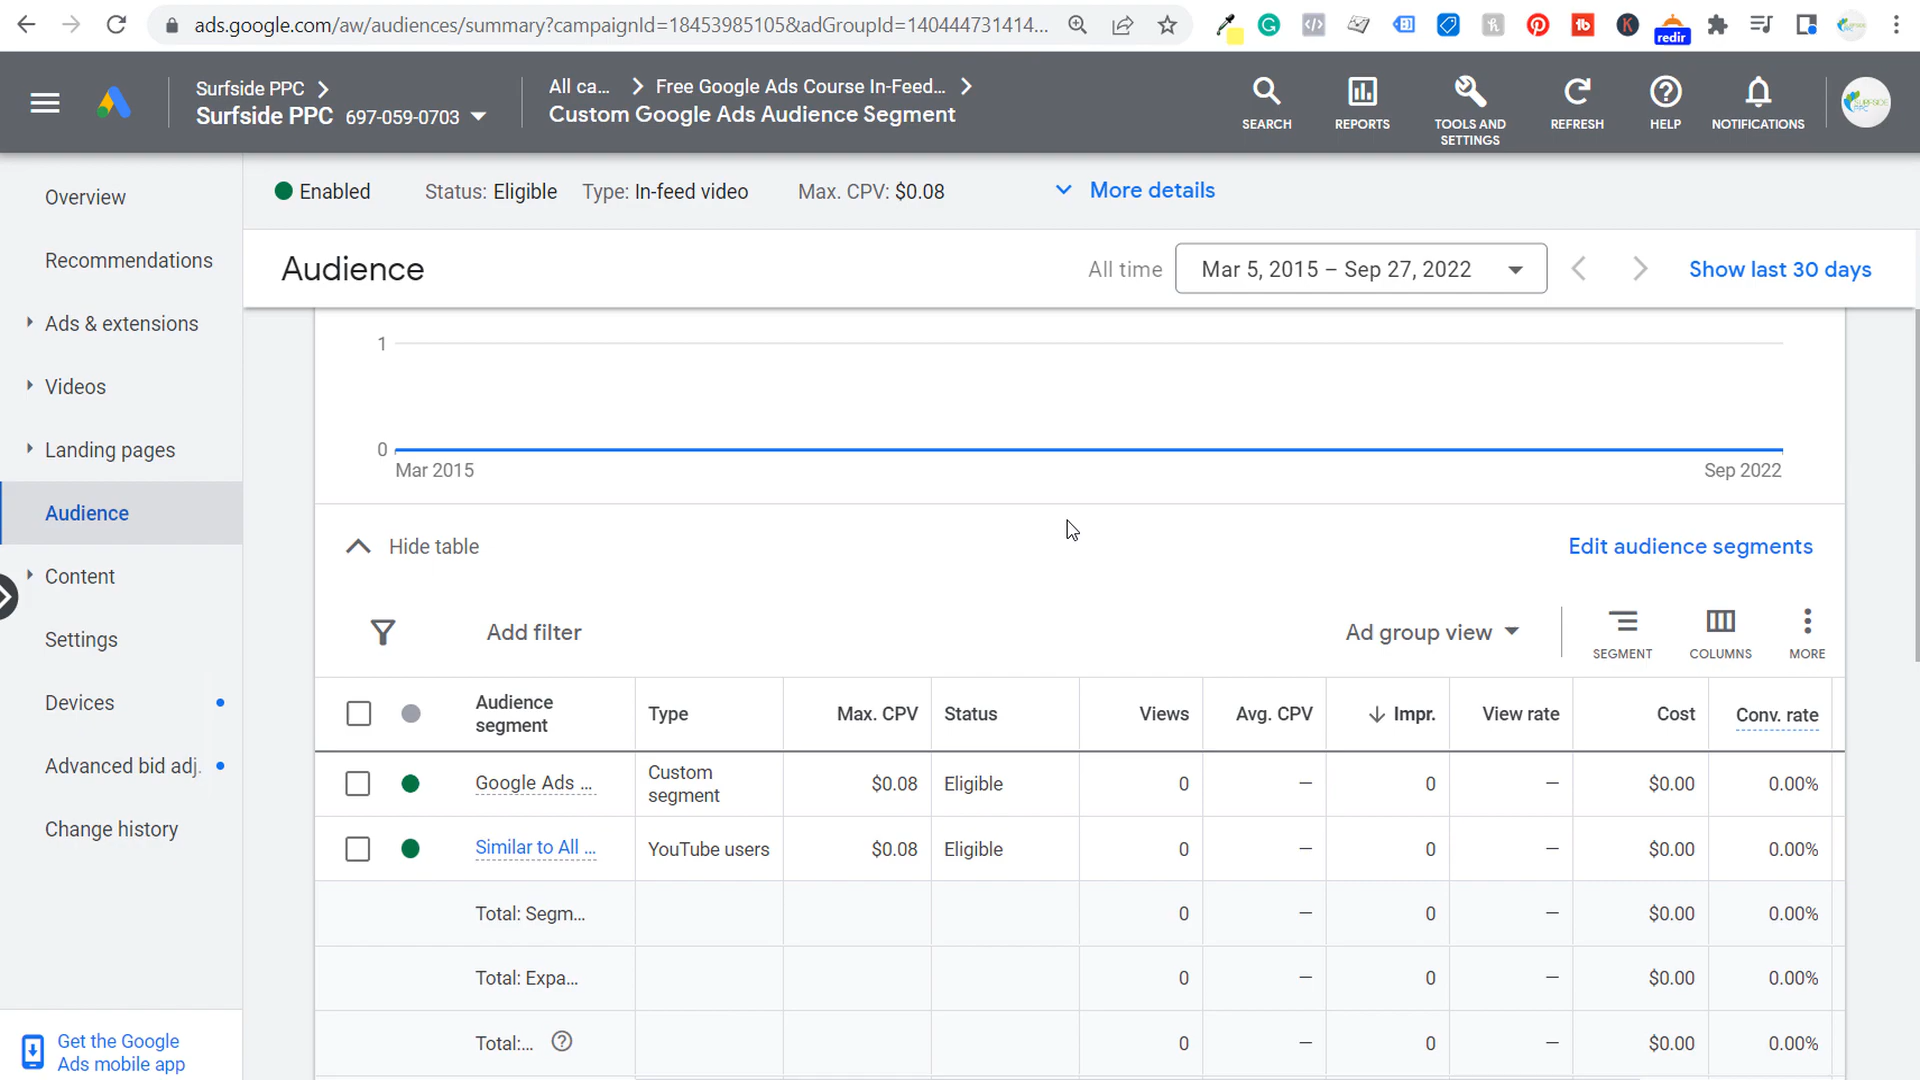 ads.google.com/aw/audiences/summary?campaignId=18453985105&adGroupId=140444731414...
redir
Surfside PPC
Surfside PPC 697-059-0703
All ca... Free Google Ads Course In-Feed...
Custom Google Ads Audience Segment
SEARCH
REPORTS
TOOLS AND
SETTINGS
REFRESH
HELP
NOTIFICATIONS
Overview
Recommendations
Ads & extensions
Videos
Landing pages
Audience
Content
Settings
Devices
Advanced bid adj.
Change history
Get the Google
Ads mobile app
Enabled Status: Eligible Type: In-feed video Max. CPV: $0.08 More details
Audience
All time Mar 5, 2015 – Sep 27, 2022 Show last 30 days
1
0
Mar 2015 Sep 2022
Hide table Edit audience segments
Add filter Ad group view
SEGMENT COLUMNS MORE
Audience
segment Type Max. CPV Status Views Avg. CPV Impr. View rate Cost Conv. rate
Google Ads ... Custom
segment $0.08 Eligible 0 — 0 — $0.00 0.00%
Similar to All ... YouTube users $0.08 Eligible 0 — 0 — $0.00 0.00%
Total: Segm... 0 — 0 — $0.00 0.00%
Total: Expa... 0 — 0 — $0.00 0.00%
Total:... 0 — 0 — $0.00 0.00%